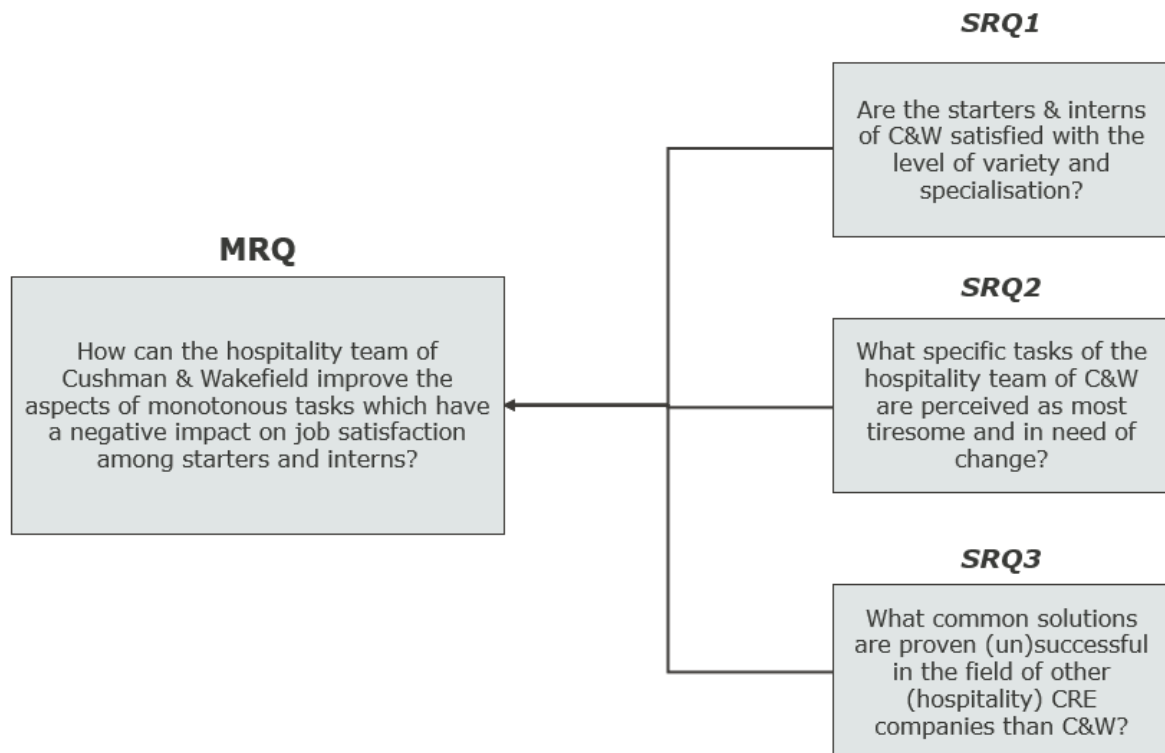 SRQ1
Are the starters & interns
of C&W satisfied with the
level of variety and
specialisation?
MRQ
How can the hospitality team of
Cushman & Wakefield improve the
aspects of monotonous tasks which have
a negative impact on job satisfaction
among starters and interns?
SRQ2
What specific tasks of the
hospitality team of C&W
are perceived as most
tiresome and in need of
change?
SRQ3
What common solutions
are proven (un)successful
in the field of other
(hospitality) CRE
companies than C&W?